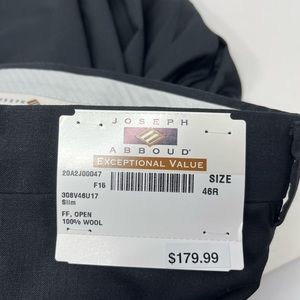 JOSEPH
ABBOUD
EXCEPTIONAL VALUE
20A2J00047
F16
SIZE
46R
308V46U17
Slim
FF, OPEN
100% WOOL
$179.99